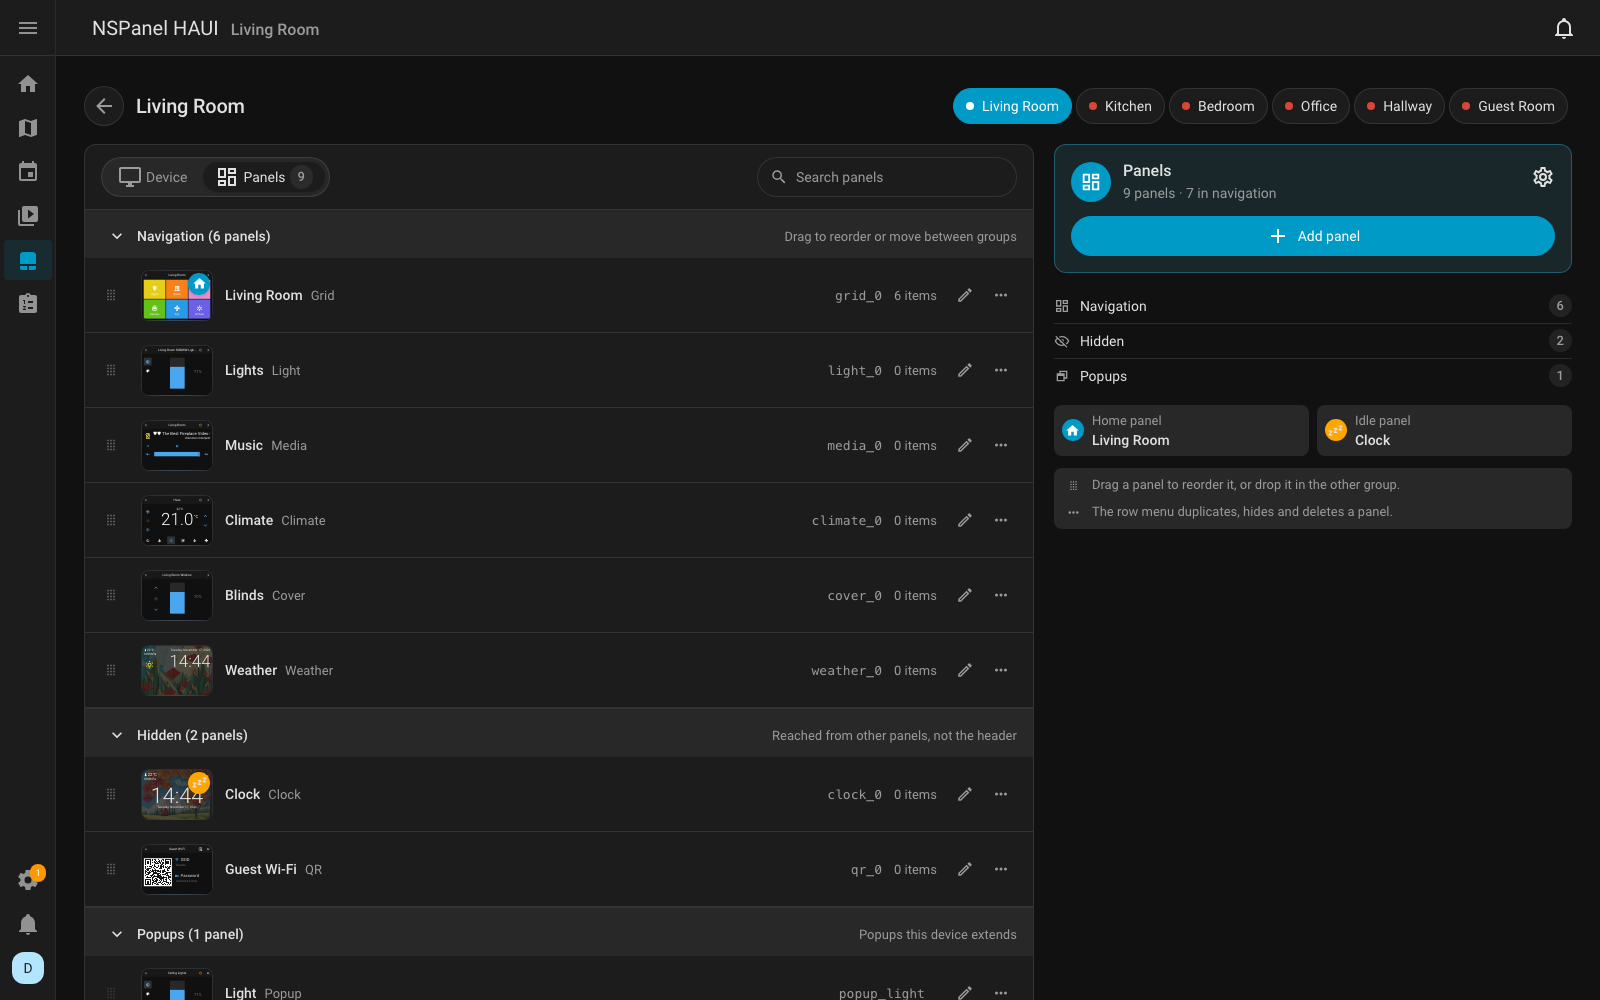 NSPanel HAUI Living Room
Living Room
Living Room
Kitchen
Bedroom
Office
Hallway
Guest Room
Device
Panels 9
Search panels
Navigation (6 panels)
Drag to reorder or move between groups
Living Room Grid grid_0 6 items
Lights Light light_0 0 items
Music Media media_0 0 items
21.0
Climate Climate climate_0 0 items
Blinds Cover cover_0 0 items
14:44
Weather Weather weather_0 0 items
Hidden (2 panels)
Reached from other panels, not the header
14:44
Clock Clock clock_0 0 items
Guest Wi-Fi QR qr_0 0 items
Popups (1 panel)
Popups this device extends
Light Popup popup_light
Panels
9 panels · 7 in navigation
Add panel
Navigation 6
Hidden 2
Popups 1
Home panel
Living Room
Idle panel
Clock
Drag a panel to reorder it, or drop it in the other group.
The row menu duplicates, hides and deletes a panel.
1
D